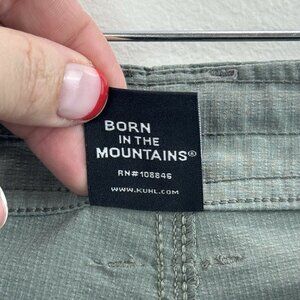 BORN
IN THE
MOUNTAINS®
RN#108846
WWW.KUHL.COM